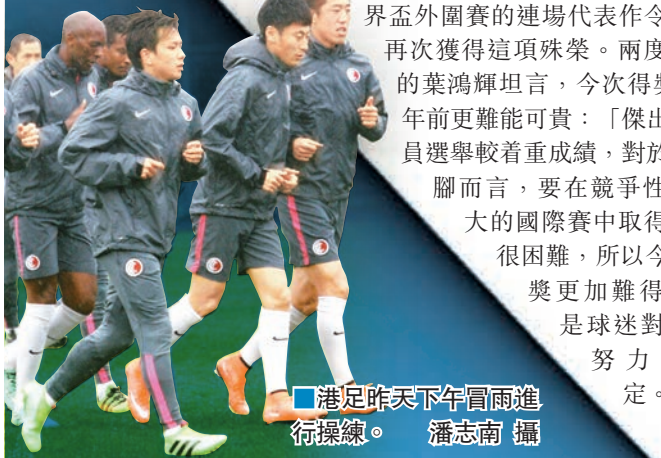 界盃外圍賽的連場代表作令
再次獲得這項殊榮。兩度
的葉鴻輝坦言，今次得獎
年前更難能可貴：「傑出
員選舉較着重成績，對於
腳而言，要在競爭性
大的國際賽中取得
很困難，所以今
獎更加難得
是球迷對
努力
定。
■港足昨天下午冒雨進
行操練。 潘志南 攝